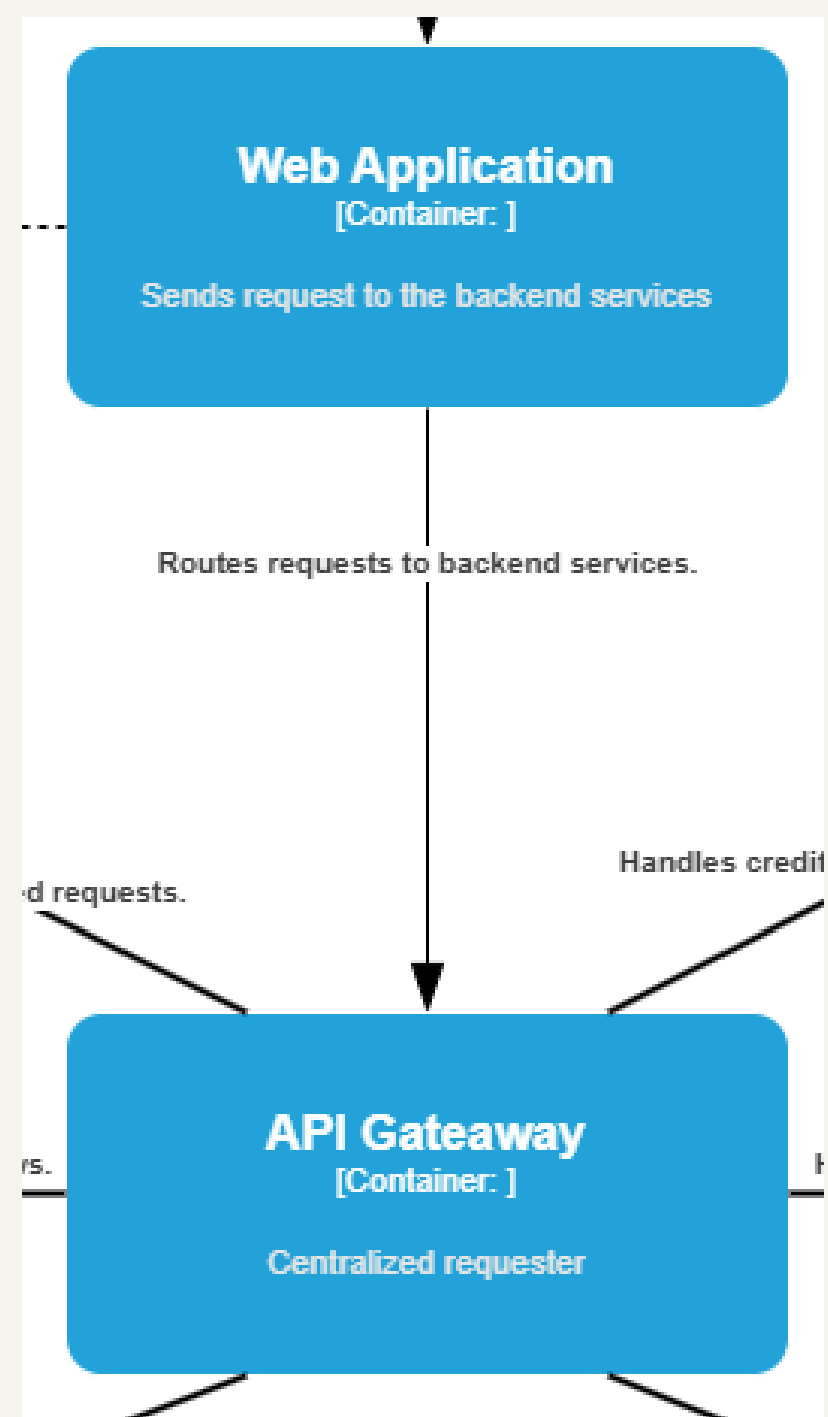 Web Application
[Container: ]
Sends request to the backend services
Routes requests to backend services.
Handles credit
d requests.
API Gateaway
[Container: ]
s.
H
Centralized requester